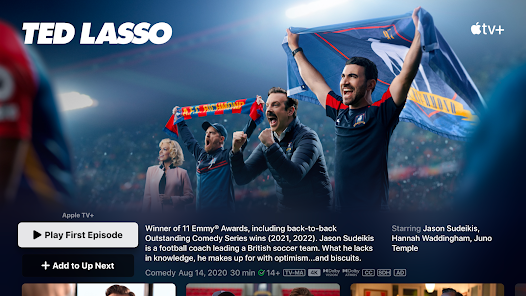 TED LASSO
tv+
Apple TV+
Play First Episode
+ Add to Up Next
Winner of 11 Emmy® Awards, including back-to-back
Outstanding Comedy Series wins (2021, 2022). Jason Sudeikis
is a football coach leading a British soccer team. What he lacks
in knowledge, he makes up for with optimism...and biscuits.
Comedy Aug 14, 2020 30 min 14+ TV-MA 4K Dolby Dolby CC SDH AD
Starring Jason Sudeikis,
Hannah Waddingham, Juno
Temple